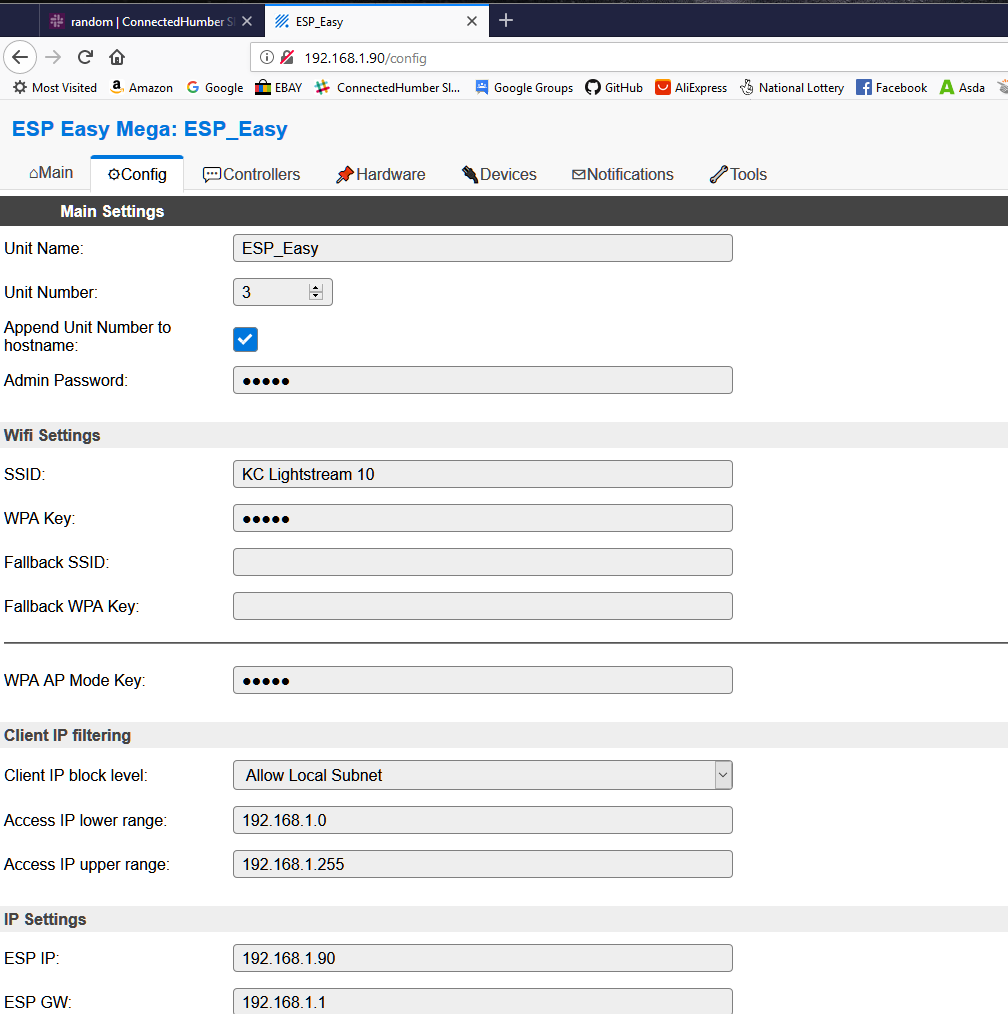 random | ConnectedHumber S
ESP_Easy
192.168.1.90/config
Most Visited Amazon Google EBAY ConnectedHumber Sl... Google Groups GitHub AliExpress National Lottery Facebook Asda
ESP Easy Mega: ESP_Easy
Main Config Controllers Hardware Devices Notifications Tools
Main Settings
Unit Name: ESP_Easy
Unit Number: 3
Append Unit Number to
hostname:
Admin Password: ●●●●●
Wifi Settings
SSID: KC Lightstream 10
WPA Key: ●●●●●
Fallback SSID:
Fallback WPA Key:
WPA AP Mode Key: ●●●●●
Client IP filtering
Client IP block level: Allow Local Subnet
Access IP lower range: 192.168.1.0
Access IP upper range: 192.168.1.255
IP Settings
ESP IP: 192.168.1.90
ESP GW: 192.168.1.1